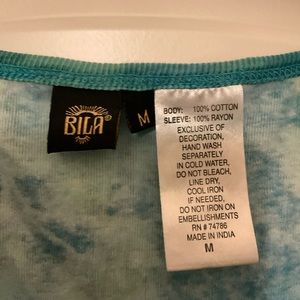 BILA
M
BODY: 100% COTTON
SLEEVE: 100% RAYON
EXCLUSIVE OF
DECORATION,
HAND WASH
SEPARATELY
IN COLD WATER,
DO NOT BLEACH,
LINE DRY,
COOL IRON
IF NEEDED,
DO NOT IRON ON
EMBELLISHMENTS
RN # 74786
MADE IN INDIA
M